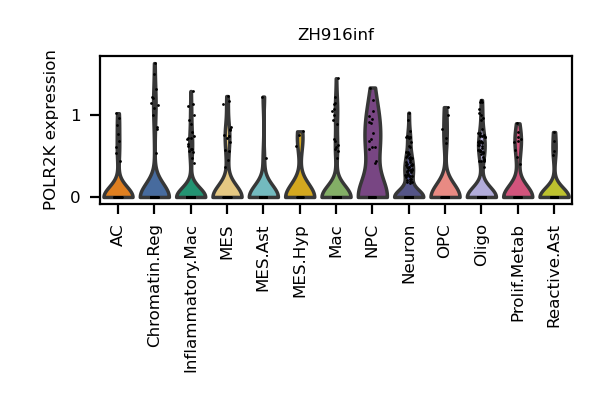 ZH916inf
POLR2K expression
1
0
AC
Chromatin.Reg
Inflammatory.Mac
MES
MES.Ast
MES.Hyp
Mac
NPC
Neuron
OPC
Oligo
Prolif.Metab
Reactive.Ast